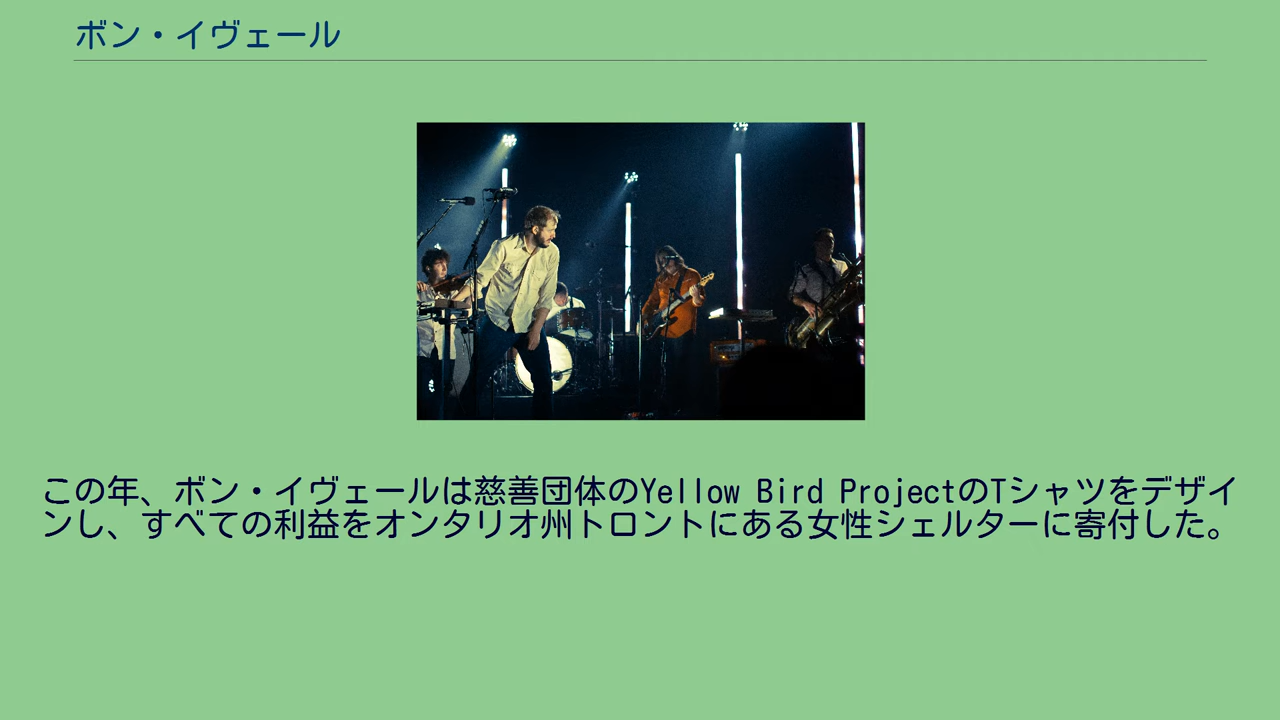 ボン・イヴェール
この年、ボン・イヴェールは慈善団体のYellow Bird ProjectのTシャツをデザイ
ンし、すべての利益をオンタリオ州トロントにある女性シェルターに寄付した。